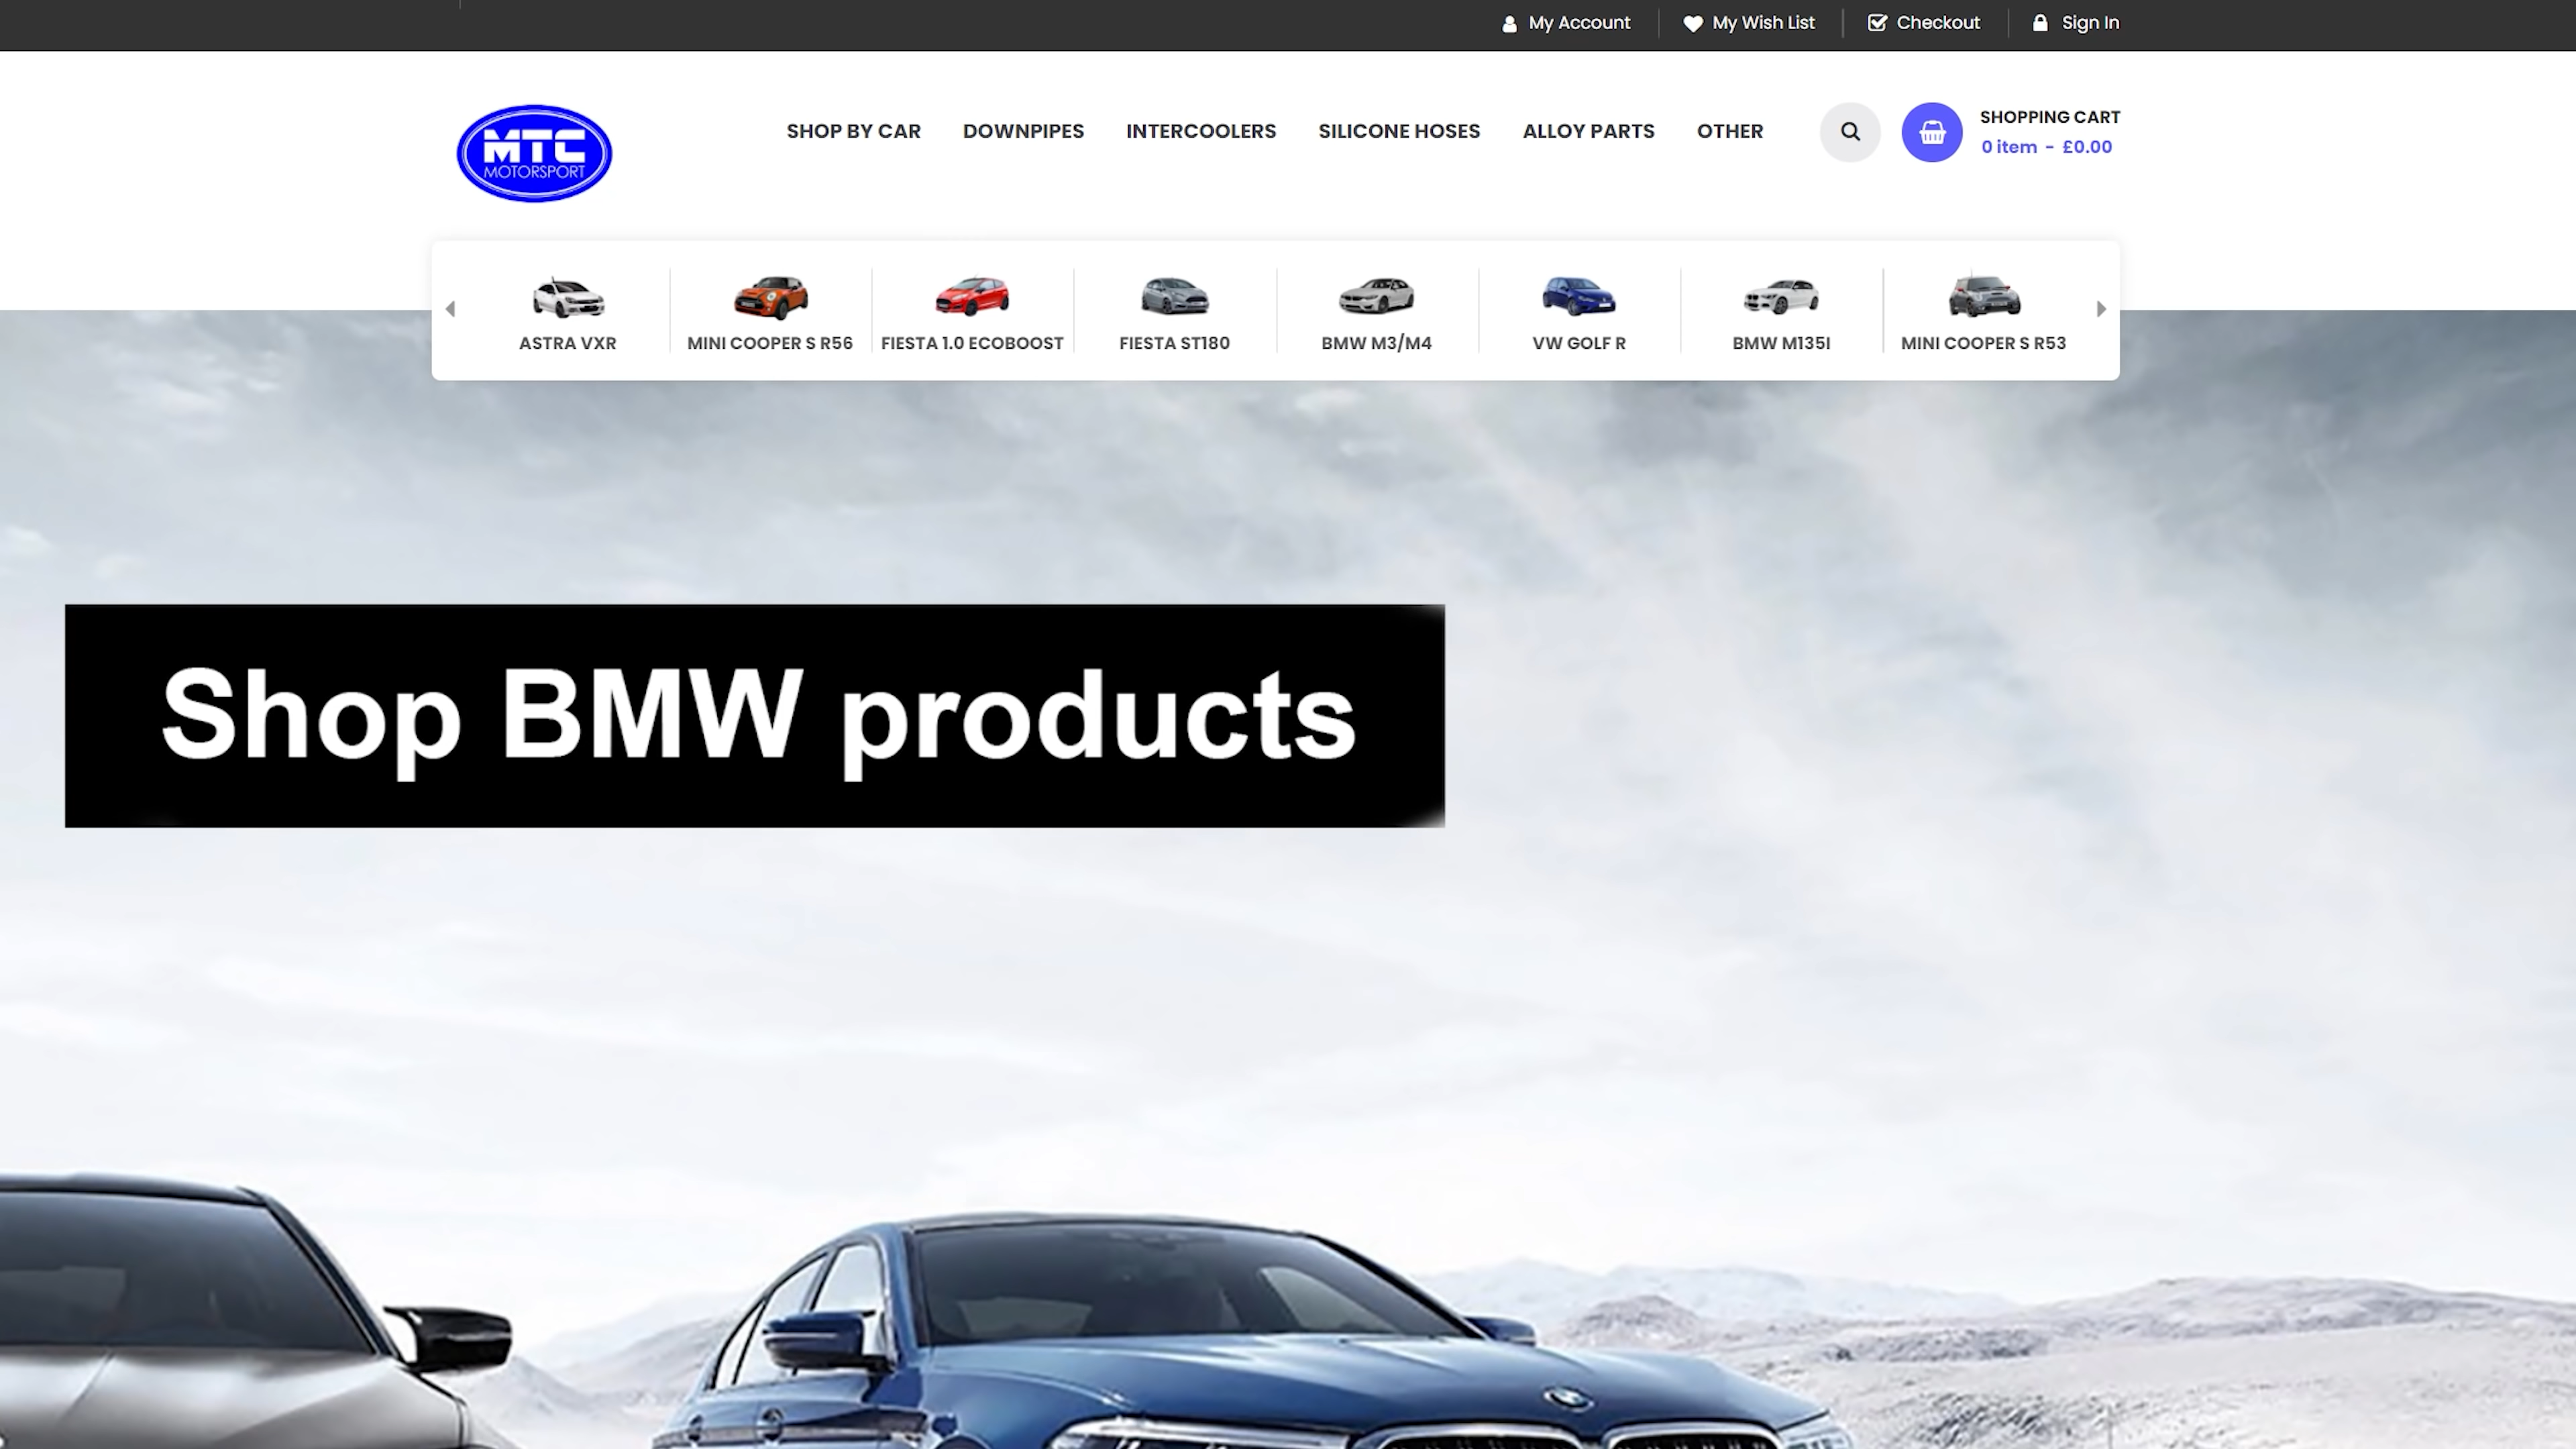 My Account
My Wish List
Checkout
Sign In
MTC
MOTORSPORT
SHOP BY CAR
DOWNPIPES
INTERCOOLERS
SILICONE HOSES
ALLOY PARTS
OTHER
SHOPPING CART
0 item - £0.00
ASTRA VXR
MINI COOPER S R56
FIESTA 1.0 ECOBOOST
FIESTA ST180
BMW M3/M4
VW GOLF R
BMW M135I
MINI COOPER S R53
Shop BMW products